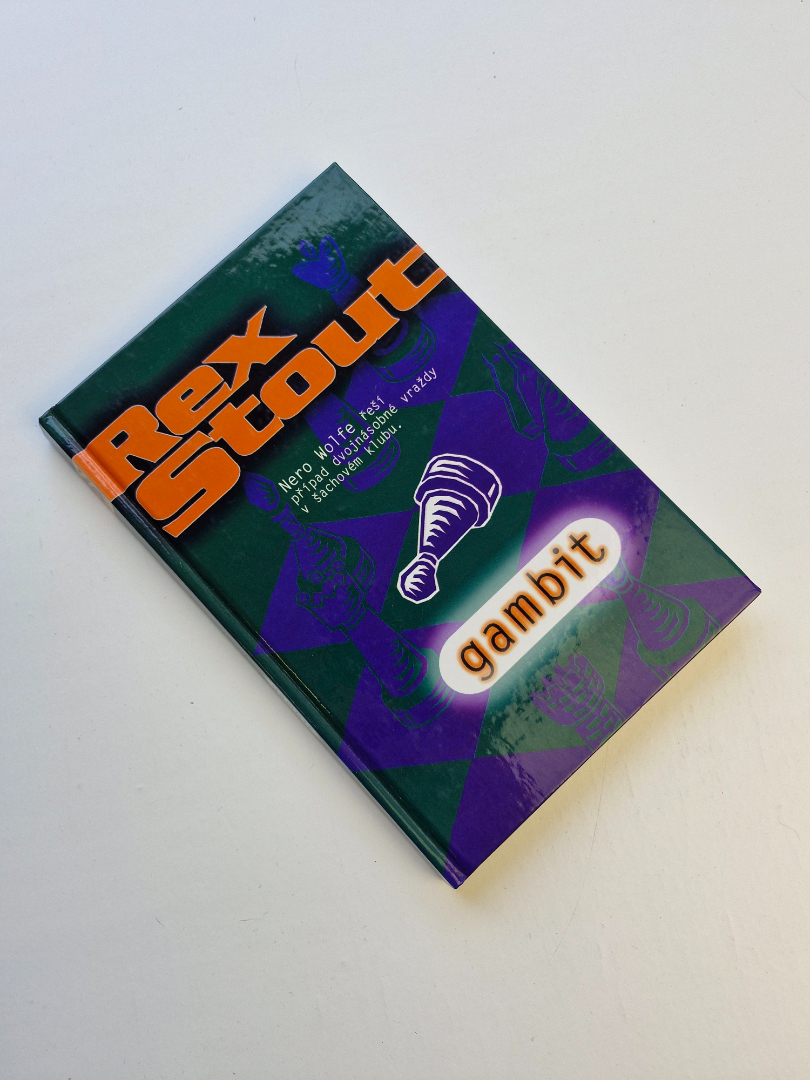 Rex
Stout
Nero Wolfe řeší
případ dvojnásobné vraždy
v šachovém klubu.
gambit